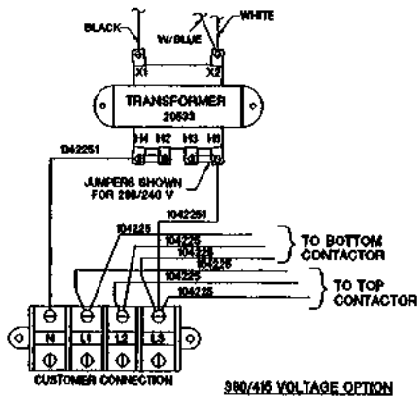 BLACK
W/BLUE
WHITE
X1 X2
TRANSFORMER
20533
H4 H2 H3 H1
1042251
JUMPERS SHOWN
FOR 208/240 V
1042251
104225
104225
104225
104225
104225
104225
TO BOTTOM
CONTACTOR
TO TOP
CONTACTOR
N L1 L2 L3
CUSTOMER CONNECTION
380/415 VOLTAGE OPTION